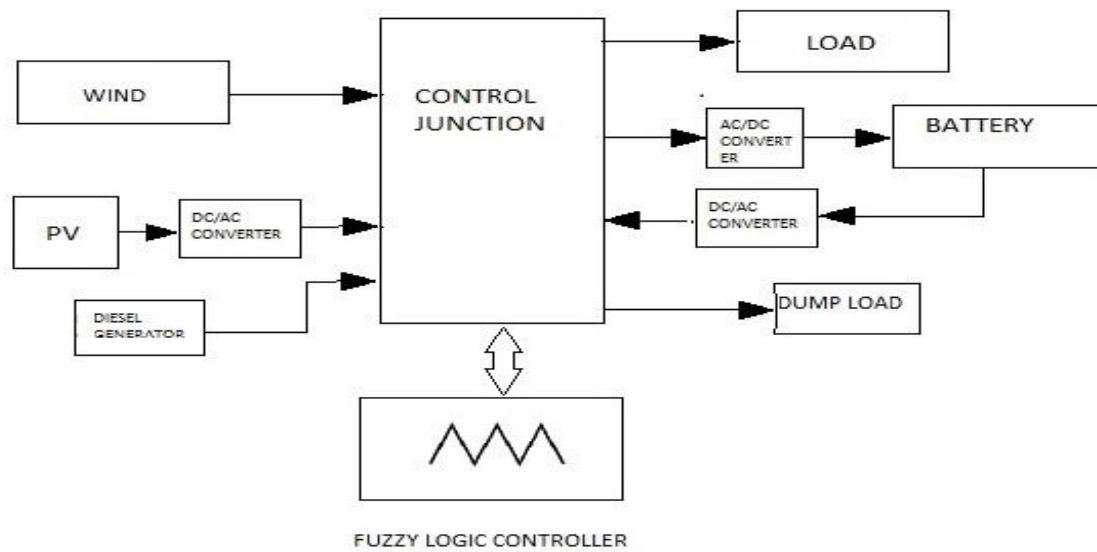 LOAD
WIND
CONTROL
JUNCTION
AC/DC
CONVERT
ER
BATTERY
PV
DC/AC
CONVERTER
DC/AC
CONVERTER
DIESEL
GENERATOR
DUMP LOAD
FUZZY LOGIC CONTROLLER